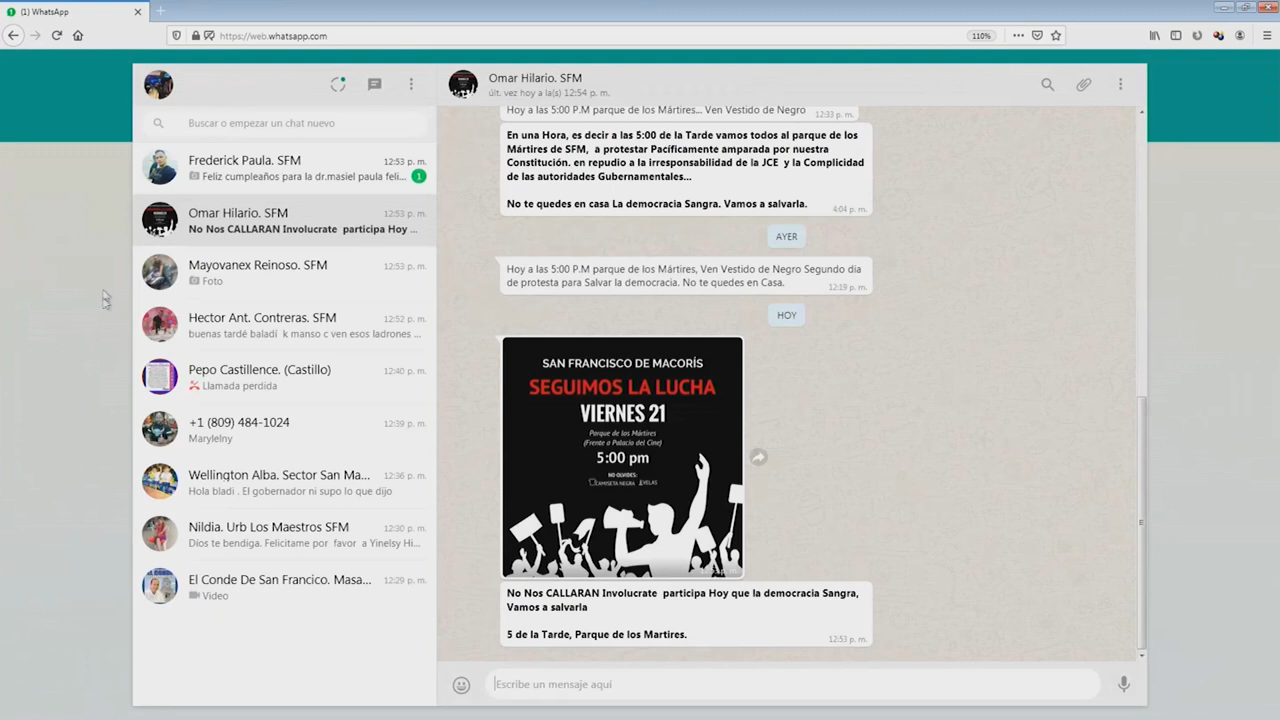 (1) WhatsApp
https://web.whatsapp.com
110%
Buscar o empezar un chat nuevo
Frederick Paula. SFM
12:53 p. m.
Feliz cumpleaños para la dr.masiel paula feli...
1
Omar Hilario. SFM
12:53 p. m.
No Nos CALLARAN Involucrate participa Hoy ...
Mayovanex Reinoso. SFM
12:53 p. m.
Foto
Hector Ant. Contreras. SFM
12:52 p. m.
buenas tardé baladí k manso c ven esos ladrones ...
Pepo Castillence. (Castillo)
12:40 p. m.
Llamada perdida
+1 (809) 484-1024
12:39 p. m.
Marylelny
Wellington Alba. Sector San Ma...
12:36 p. m.
Hola bladi . El gobernador ni supo lo que dijo
Nildia. Urb Los Maestros SFM
12:30 p. m.
Díos te bendiga. Felicitame por favor a Yinelsy Hi...
El Conde De San Francico. Masa...
12:29 p. m.
Video
Omar Hilario. SFM
últ. vez hoy a la(s) 12:54 p. m.
Hoy a las 5:00 P.M parque de los Mártires... Ven Vestido de Negro
12:33 p. m.
En una Hora, es decir a las 5:00 de la Tarde vamos todos al parque de los
Mártires de SFM, a protestar Pacíficamente amparada por nuestra
Constitución. en repudio a la irresponsabilidad de la JCE y la Complicidad
de las autoridades Gubernamentales...
No te quedes en casa La democracia Sangra. Vamos a salvarla.
4:04 p. m.
AYER
Hoy a las 5:00 P.M parque de los Mártires, Ven Vestido de Negro Segundo dia
de protesta para Salvar la democracia. No te quedes en Casa.
12:19 p. m.
HOY
SAN FRANCISCO DE MACORÍS
SEGUIMOS LA LUCHA
VIERNES 21
Parque de los Mártires
(Frente a Palacio del Cine)
5:00 pm
NO OLVIDES:
CAMISETA NEGRA
VELAS
No Nos CALLARAN Involucrate participa Hoy que la democracia Sangra,
Vamos a salvarla
5 de la Tarde, Parque de los Martires.
12:53 p. m.
Escribe un mensaje aqui